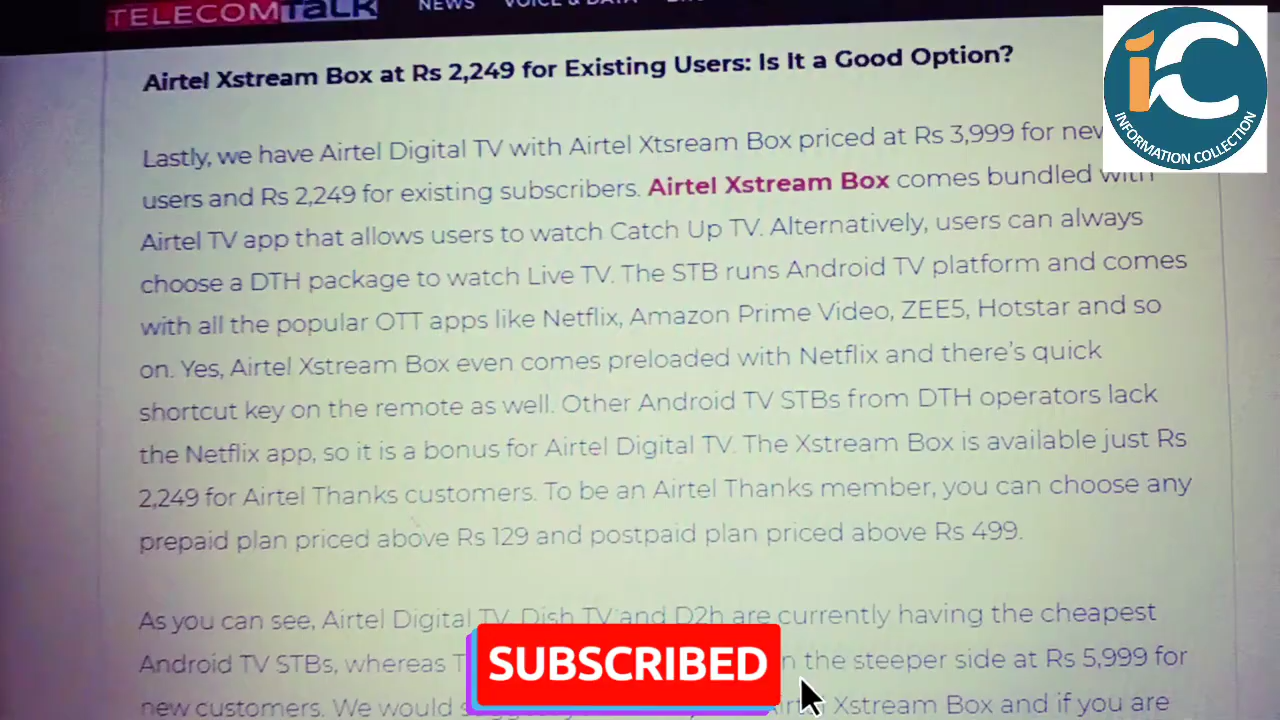 TELECOMTALK
NEWS VOICE & DATA
iC
INFORMATION COLLECTION
Airtel Xstream Box at Rs 2,249 for Existing Users: Is It a Good Option?
Lastly, we have Airtel Digital TV with Airtel Xtsream Box priced at Rs 3,999 for new
users and Rs 2,249 for existing subscribers. Airtel Xstream Box comes bundled with
Airtel TV app that allows users to watch Catch Up TV. Alternatively, users can always
choose a DTH package to watch Live TV. The STB runs Android TV platform and comes
with all the popular OTT apps like Netflix, Amazon Prime Video, ZEE5, Hotstar and so
on. Yes, Airtel Xstream Box even comes preloaded with Netflix and there's quick
shortcut key on the remote as well. Other Android TV STBs from DTH operators lack
the Netflix app, so it is a bonus for Airtel Digital TV. The Xstream Box is available just Rs
2,249 for Airtel Thanks customers. To be an Airtel Thanks member, you can choose any
prepaid plan priced above Rs 129 and postpaid plan priced above Rs 499.
As you can see, Airtel Digital TV, Dish TV and D2h are currently having the cheapest
Android TV STBs, whereas the steeper side at Rs 5,999 for
new customers. We would Xstream Box and if you are
SUBSCRIBED